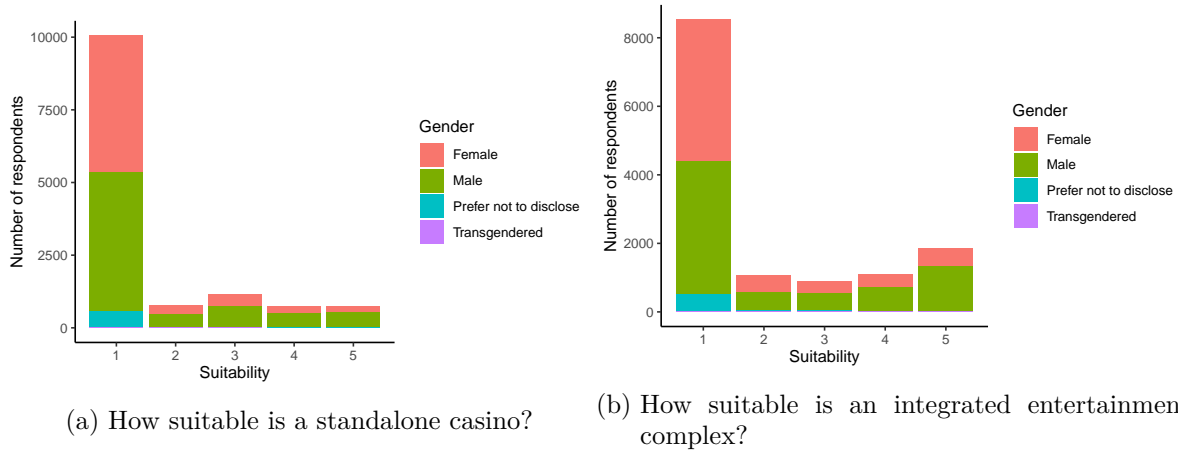 Number of respondents
10000
7500
5000
2500
0
1 2 3 4 5
Suitability
Gender
Female
Male
Prefer not to disclose
Transgendered
(a) How suitable is a standalone casino?
Number of respondents
8000
6000
4000
2000
0
1 2 3 4 5
Suitability
Gender
Female
Male
Prefer not to disclose
Transgendered
(b) How suitable is an integrated entertainmen
complex?